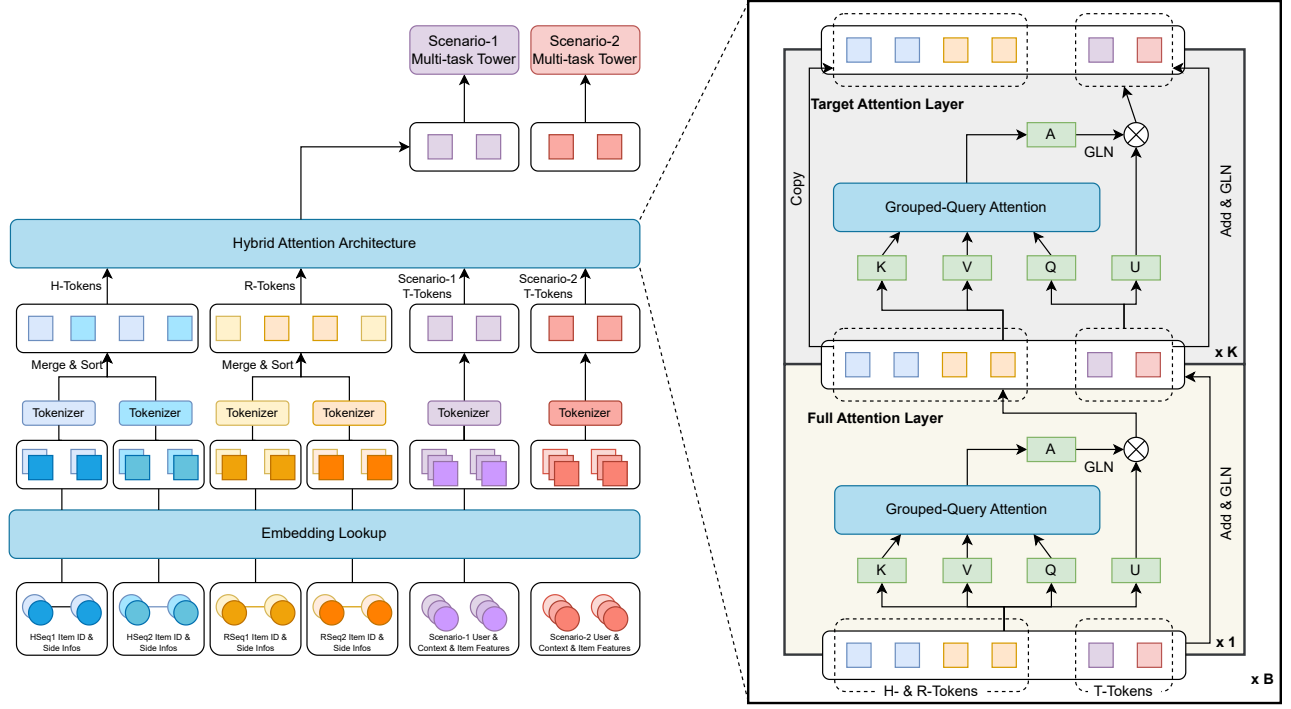 Scenario-1
Multi-task Tower
Scenario-2
Multi-task Tower
Hybrid Attention Architecture
H-Tokens
R-Tokens
Scenario-1
T-Tokens
Scenario-2
T-Tokens
Merge & Sort
Merge & Sort
Tokenizer
Tokenizer
Tokenizer
Tokenizer
Tokenizer
Tokenizer
Embedding Lookup
HSeq1 Item ID &
Side Infos
HSeq2 Item ID &
Side Infos
RSeq1 Item ID &
Side Infos
RSeq2 Item ID &
Side Infos
Scenario-1 User &
Context & Item Features
Scenario-2 User &
Context & Item Features
Target Attention Layer
A
GLN
Copy
Grouped-Query Attention
Add & GLN
K
V
Q
U
x K
Full Attention Layer
A
GLN
Grouped-Query Attention
Add & GLN
K
V
Q
U
x 1
x B
H- & R-Tokens
T-Tokens